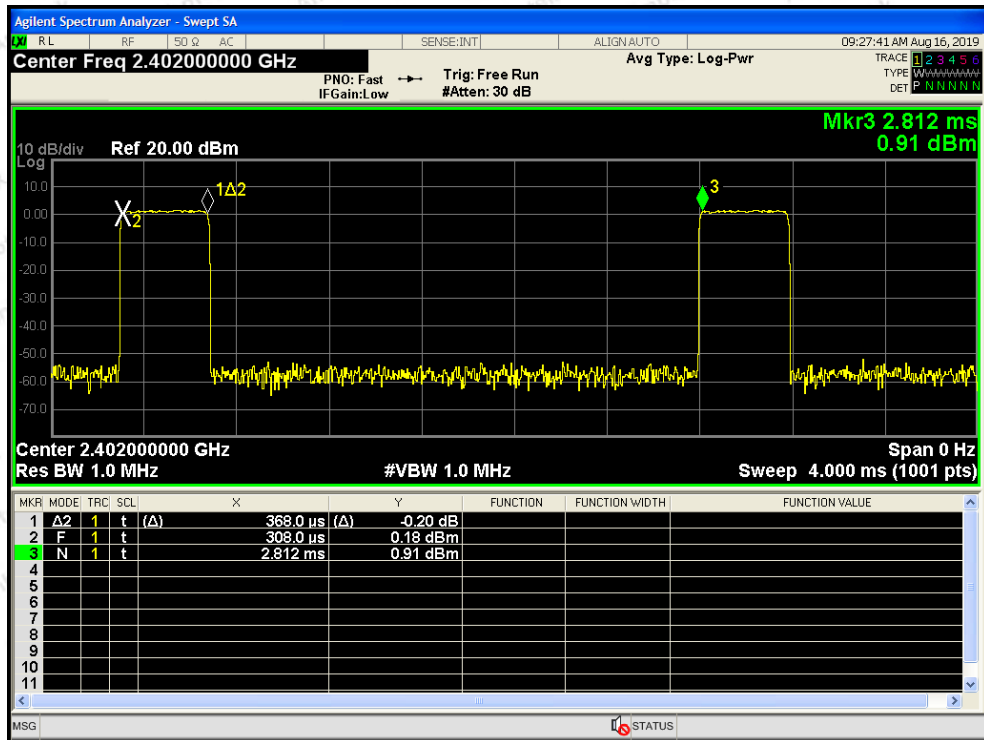 Agilent Spectrum Analyzer - Swept SA
LXI RL RF 50 Ω AC SENSE:INT ALIGN AUTO 09:27:41 AM Aug 16, 2019
Center Freq 2.402000000 GHz Avg Type: Log-Pwr TRACE 1 2 3 4 5 6
PNO: Fast Trig: Free Run TYPE WWWWWW
IFGain:Low #Atten: 30 dB DET P N N N N N
Mkr3 2.812 ms
10 dB/div Ref 20.00 dBm 0.91 dBm
Log
10.0
1Δ2
3
0.00
X2
-10.0
-20.0
-30.0
-40.0
-50.0
-60.0
-70.0
Center 2.402000000 GHz Span 0 Hz
Res BW 1.0 MHz #VBW 1.0 MHz Sweep 4.000 ms (1001 pts)
MKR MODE TRC SCL X Y FUNCTION FUNCTION WIDTH FUNCTION VALUE
1 Δ2 1 t (Δ) 368.0 µs (Δ) -0.20 dB
2 F 1 t 308.0 µs 0.18 dBm
3 N 1 t 2.812 ms 0.91 dBm
4
5
6
7
8
9
10
11
MSG STATUS